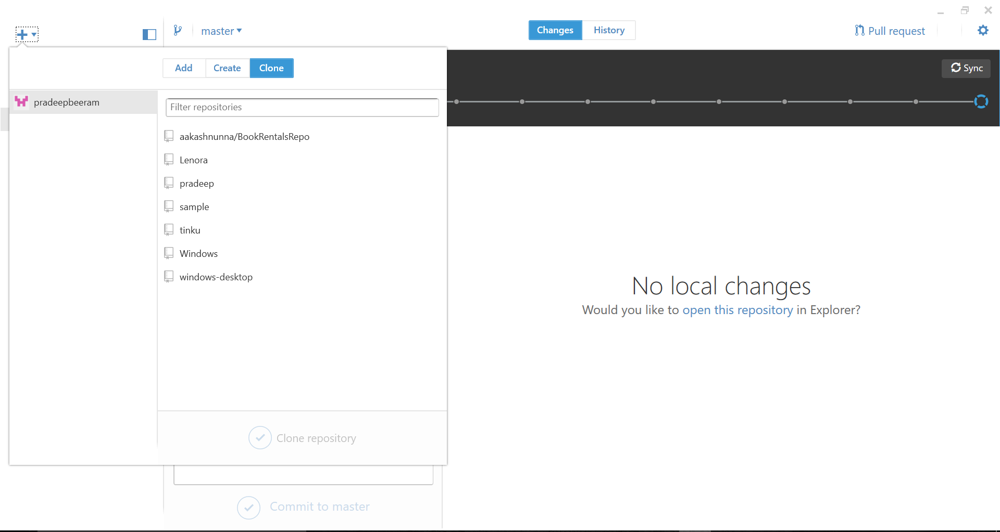 master
Changes
History
Pull request
Add
Create
Clone
Sync
pradeepbeeram
Filter repositories
aakashnunna/BookRentalsRepo
Lenora
pradeep
sample
tinku
Windows
windows-desktop
No local changes
Would you like to open this repository in Explorer?
Clone repository
Commit to master